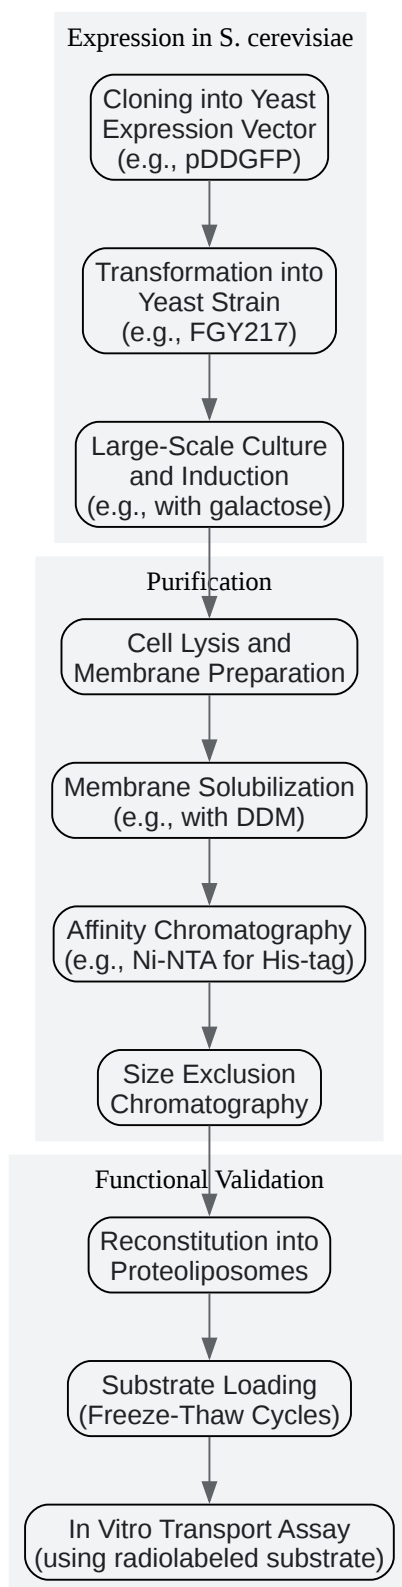 Expression in S. cerevisiae
Cloning into Yeast
Expression Vector
(e.g., pDDGFP)
Transformation into
Yeast Strain
(e.g., FGY217)
Large-Scale Culture
and Induction
(e.g., with galactose)
Purification
Cell Lysis and
Membrane Preparation
Membrane Solubilization
(e.g., with DDM)
Affinity Chromatography
(e.g., Ni-NTA for His-tag)
Size Exclusion
Chromatography
Functional Validation
Reconstitution into
Proteoliposomes
Substrate Loading
(Freeze-Thaw Cycles)
In Vitro Transport Assay
(using radiolabeled substrate)